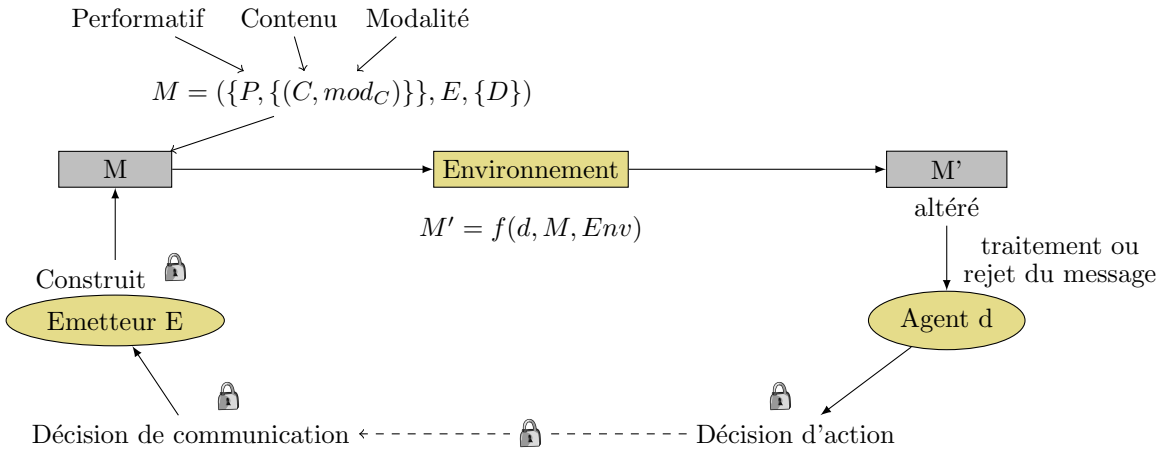 Performatif Contenu Modalité
M = ({P, {(C, mod_C)}}, E, {D})
M Environnement M'
altéré
M' = f(d, M, Env)
traitement ou
rejet du message
Construit
Emetteur E Agent d
Décision de communication Décision d'action